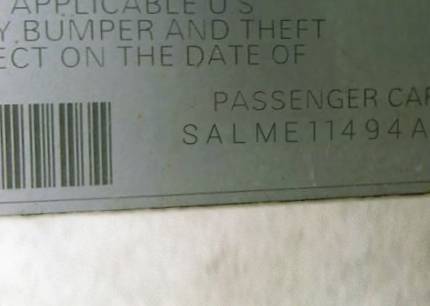 APPLICABLE U S
Y, BUMPER AND THEFT
ECT ON THE DATE OF
PASSENGER CAR
SALME11494A